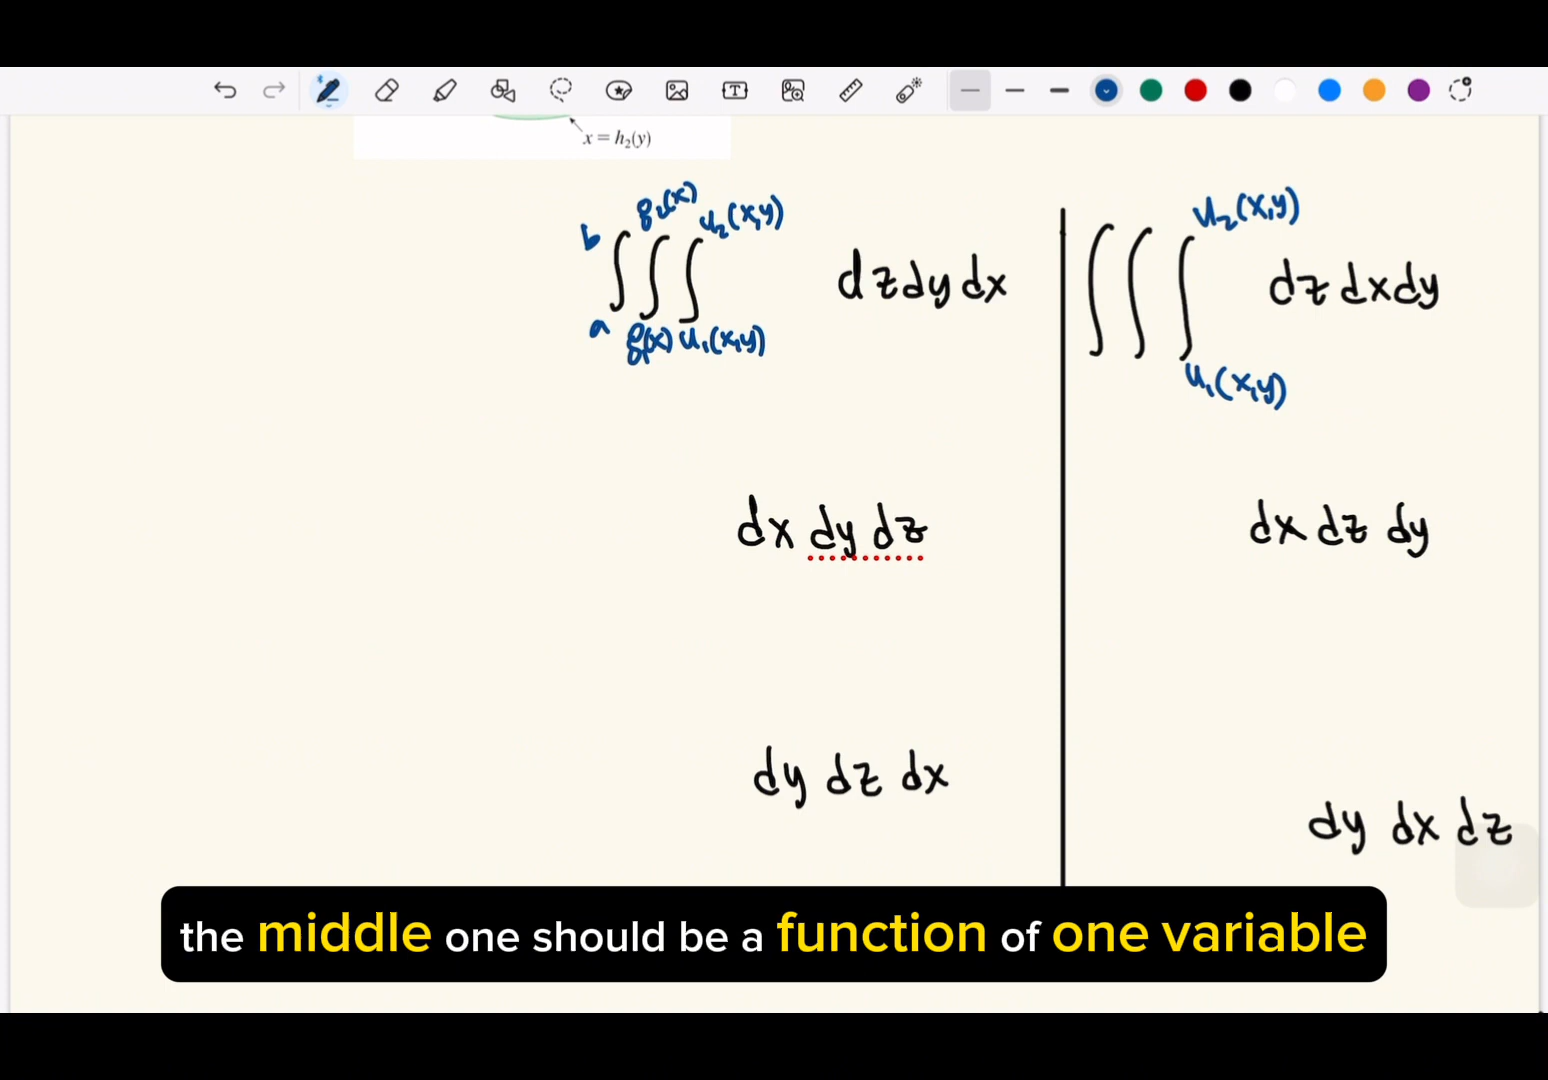 x = h₂(y)
b g₂(x) u₂(x,y)
∫∫∫ dz dy dx
a g₁(x) u₁(x,y)
u₂(x,y)
∫∫∫ dz dx dy
u₁(x,y)
dx dy dz
dx dz dy
dy dz dx
dy dx dz
the middle one should be a function of one variable